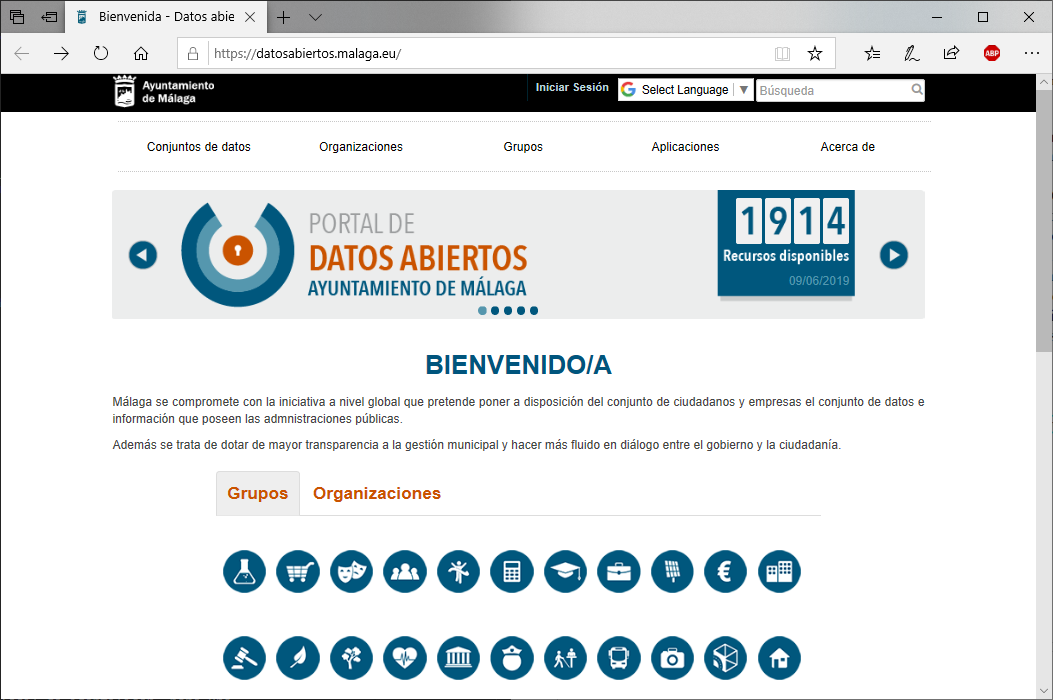 Bienvenida - Datos abie
https://datosabiertos.malaga.eu/
ABP
Ayuntamiento
de Málaga
Iniciar Sesión
G Select Language ▼
Búsqueda
Conjuntos de datos
Organizaciones
Grupos
Aplicaciones
Acerca de
PORTAL DE
DATOS ABIERTOS
AYUNTAMIENTO DE MÁLAGA
1914
Recursos disponibles
09/06/2019
BIENVENIDO/A
Málaga se compromete con la iniciativa a nivel global que pretende poner a disposición del conjunto de ciudadanos y empresas el conjunto de datos e
información que poseen las admnistraciones públicas.
Además se trata de dotar de mayor transparencia a la gestión municipal y hacer más fluido en diálogo entre el gobierno y la ciudadanía.
Grupos
Organizaciones
€